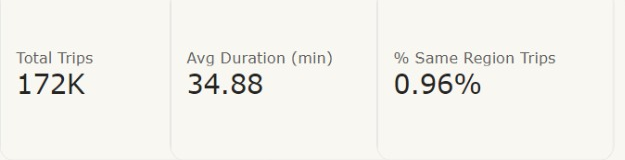 Total Trips
172K
Avg Duration (min)
34.88
% Same Region Trips
0.96%